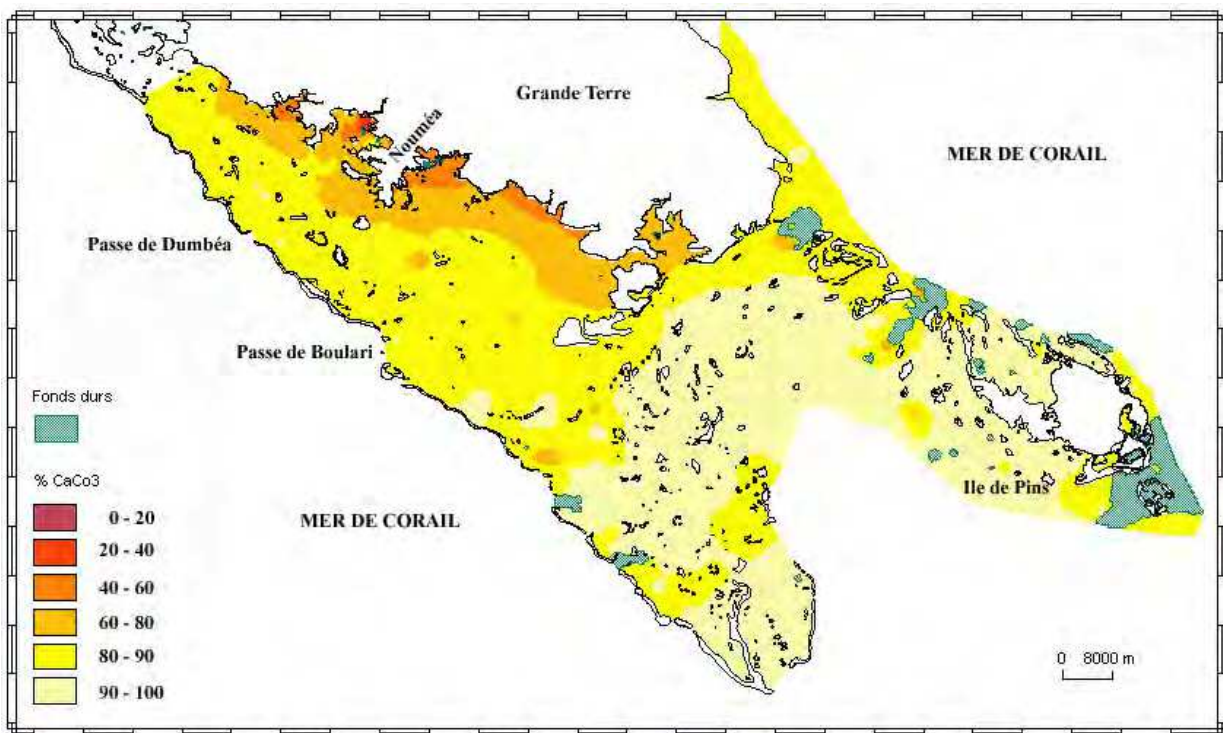 Grande Terre
Nouméa
MER DE CORAIL
Passe de Dumbéa
Passe de Boulari
Fonds durs
% CaCo3
0 - 20
20 - 40
40 - 60
60 - 80
80 - 90
90 - 100
MER DE CORAIL
Ile de Pins
0 8000 m